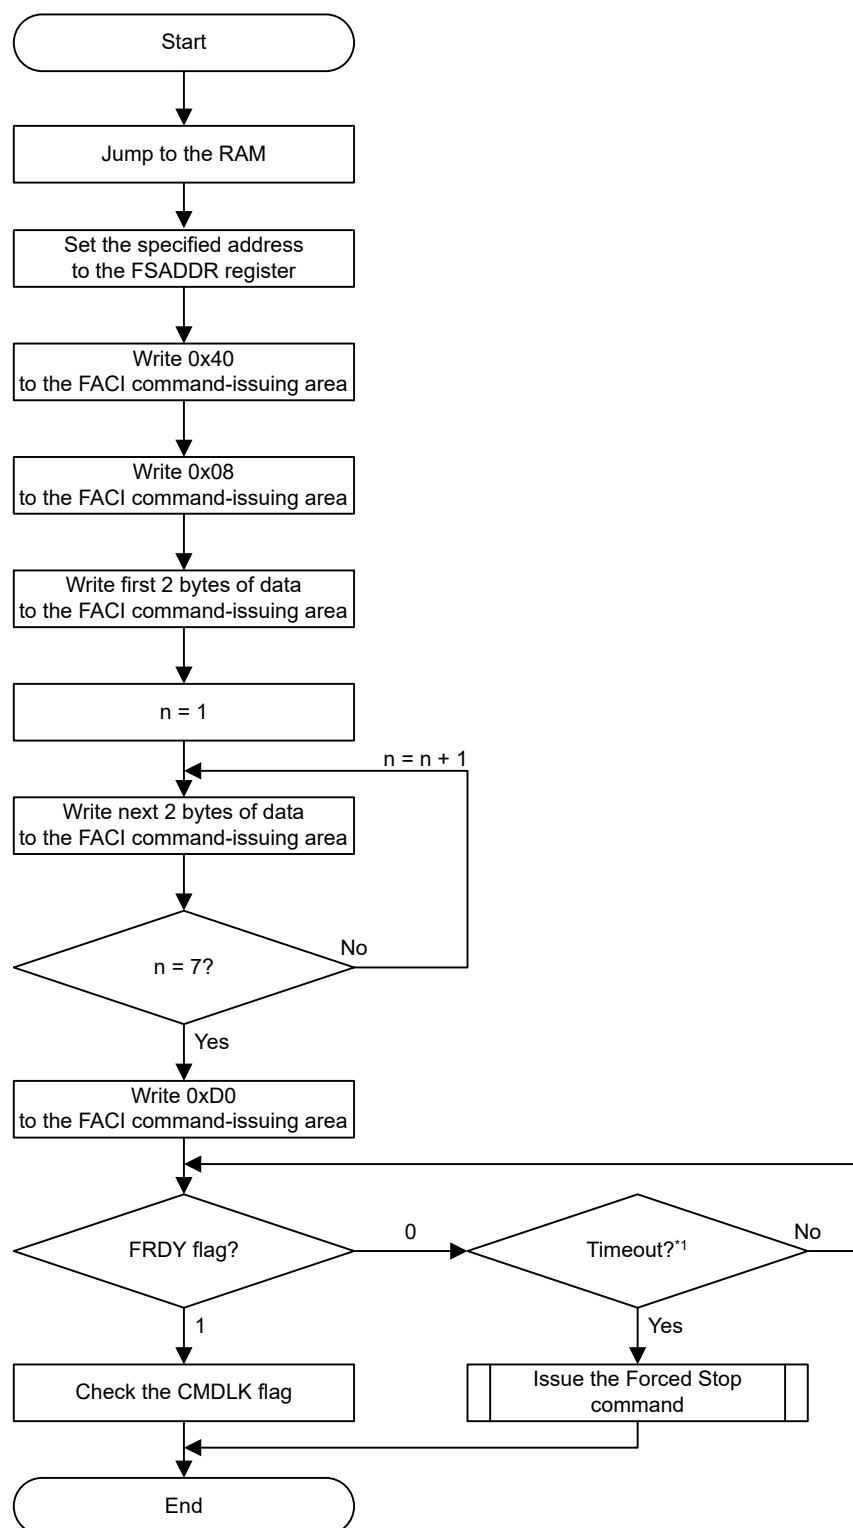 Start
Jump to the RAM
Set the specified address
to the FSADDR register
Write 0x40
to the FACI command-issuing area
Write 0x08
to the FACI command-issuing area
Write first 2 bytes of data
to the FACI command-issuing area
n = 1
n = n + 1
Write next 2 bytes of data
to the FACI command-issuing area
n = 7?
No
Yes
Write 0xD0
to the FACI command-issuing area
FRDY flag?
0
Timeout?*1
No
1
Yes
Check the CMDLK flag
Issue the Forced Stop
command
End